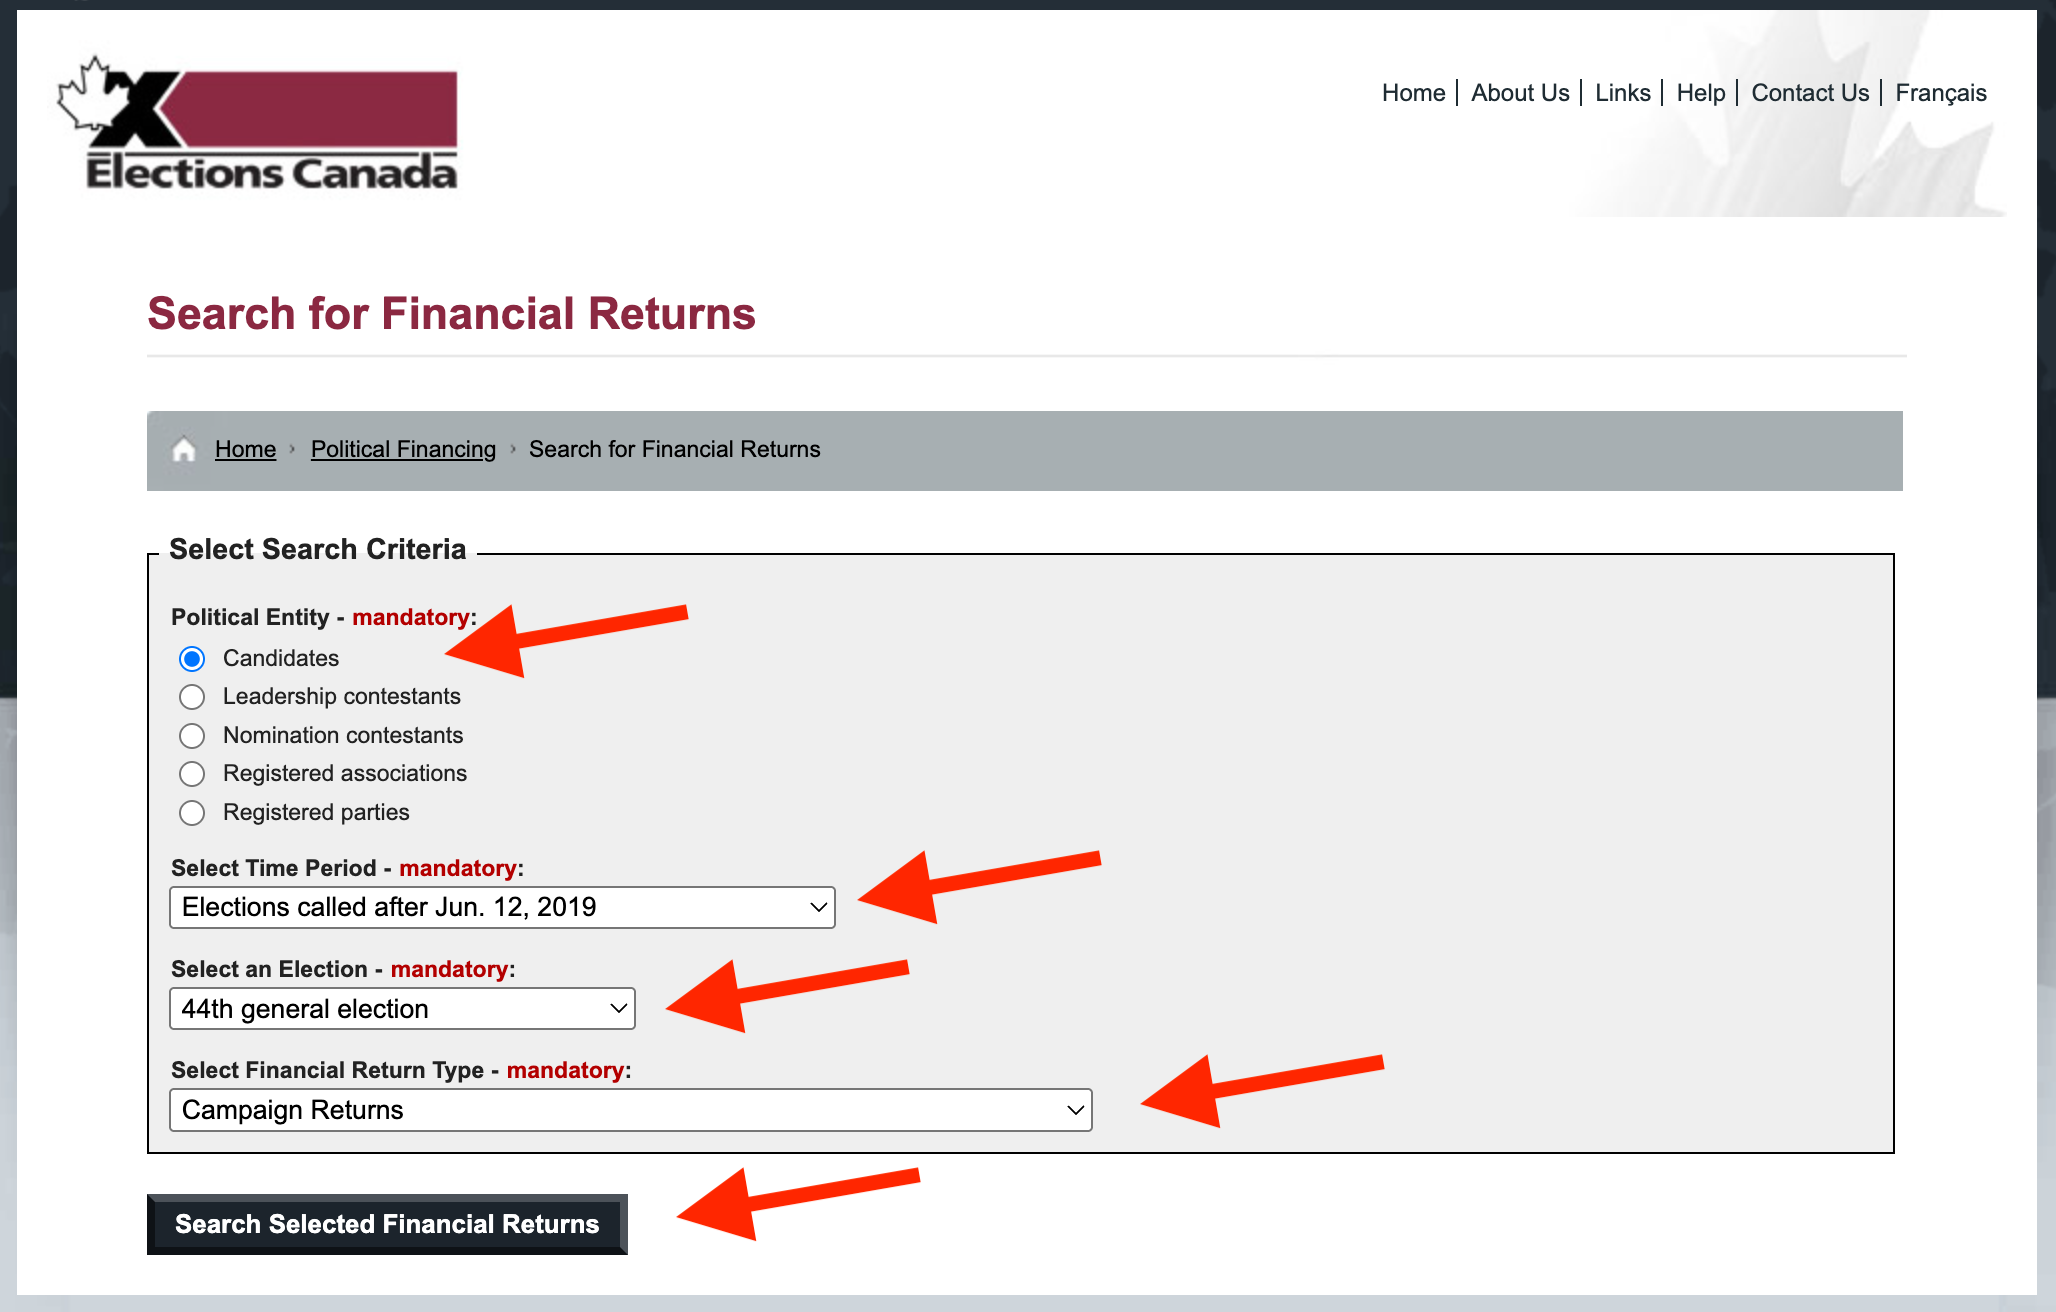 Elections Canada
Home | About Us | Links | Help | Contact Us | Français
Search for Financial Returns
Home › Political Financing › Search for Financial Returns
Select Search Criteria
Political Entity - mandatory:
Candidates
Leadership contestants
Nomination contestants
Registered associations
Registered parties
Select Time Period - mandatory:
Elections called after Jun. 12, 2019
Select an Election - mandatory:
44th general election
Select Financial Return Type - mandatory:
Campaign Returns
Search Selected Financial Returns